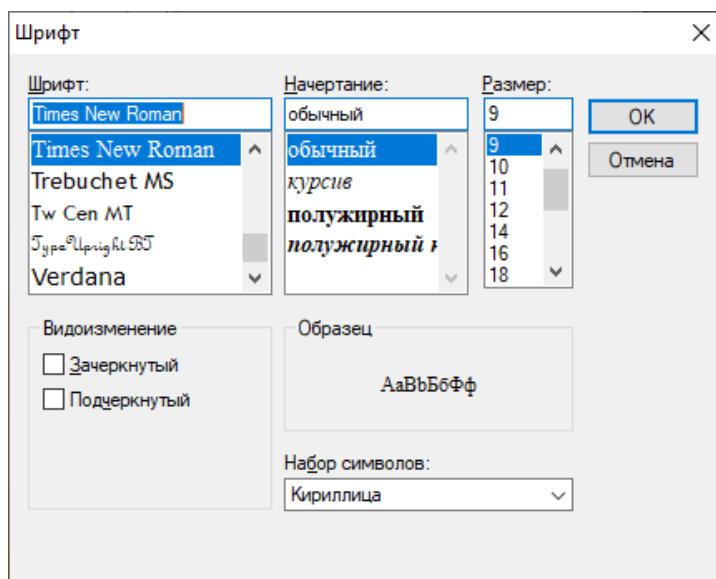 Шрифт
Шрифт:
Times New Roman
Times New Roman
Trebuchet MS
Tw Cen MT
TypeUpright BT
Verdana
Начертание:
обычный
обычный
курсив
полужирный
полужирный
Размер:
9
9
10
11
12
14
16
18
OK
Отмена
Видоизменение
Зачеркнутый
Подчеркнутый
Образец
АаBbБбФф
Набор символов:
Кириллица